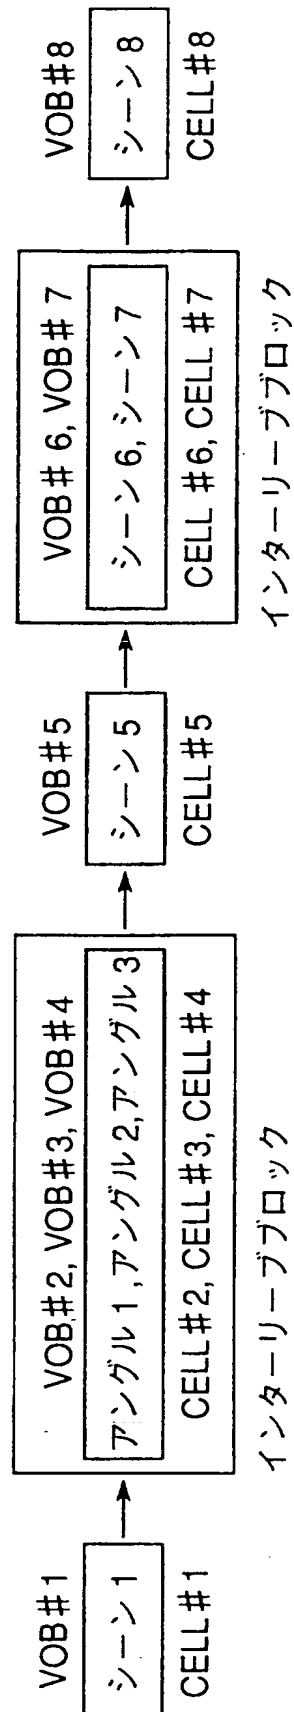 VOB#1
シーン1
CELL#1
VOB#2, VOB#3, VOB#4
アングル1,アングル2,アングル3
CELL#2, CELL#3, CELL#4
インターリーブブロック
VOB#5
シーン5
CELL#5
VOB# 6, VOB# 7
シーン6,シーン7
CELL #6, CELL #7
インターリーブブロック
VOB#8
シーン8
CELL#8